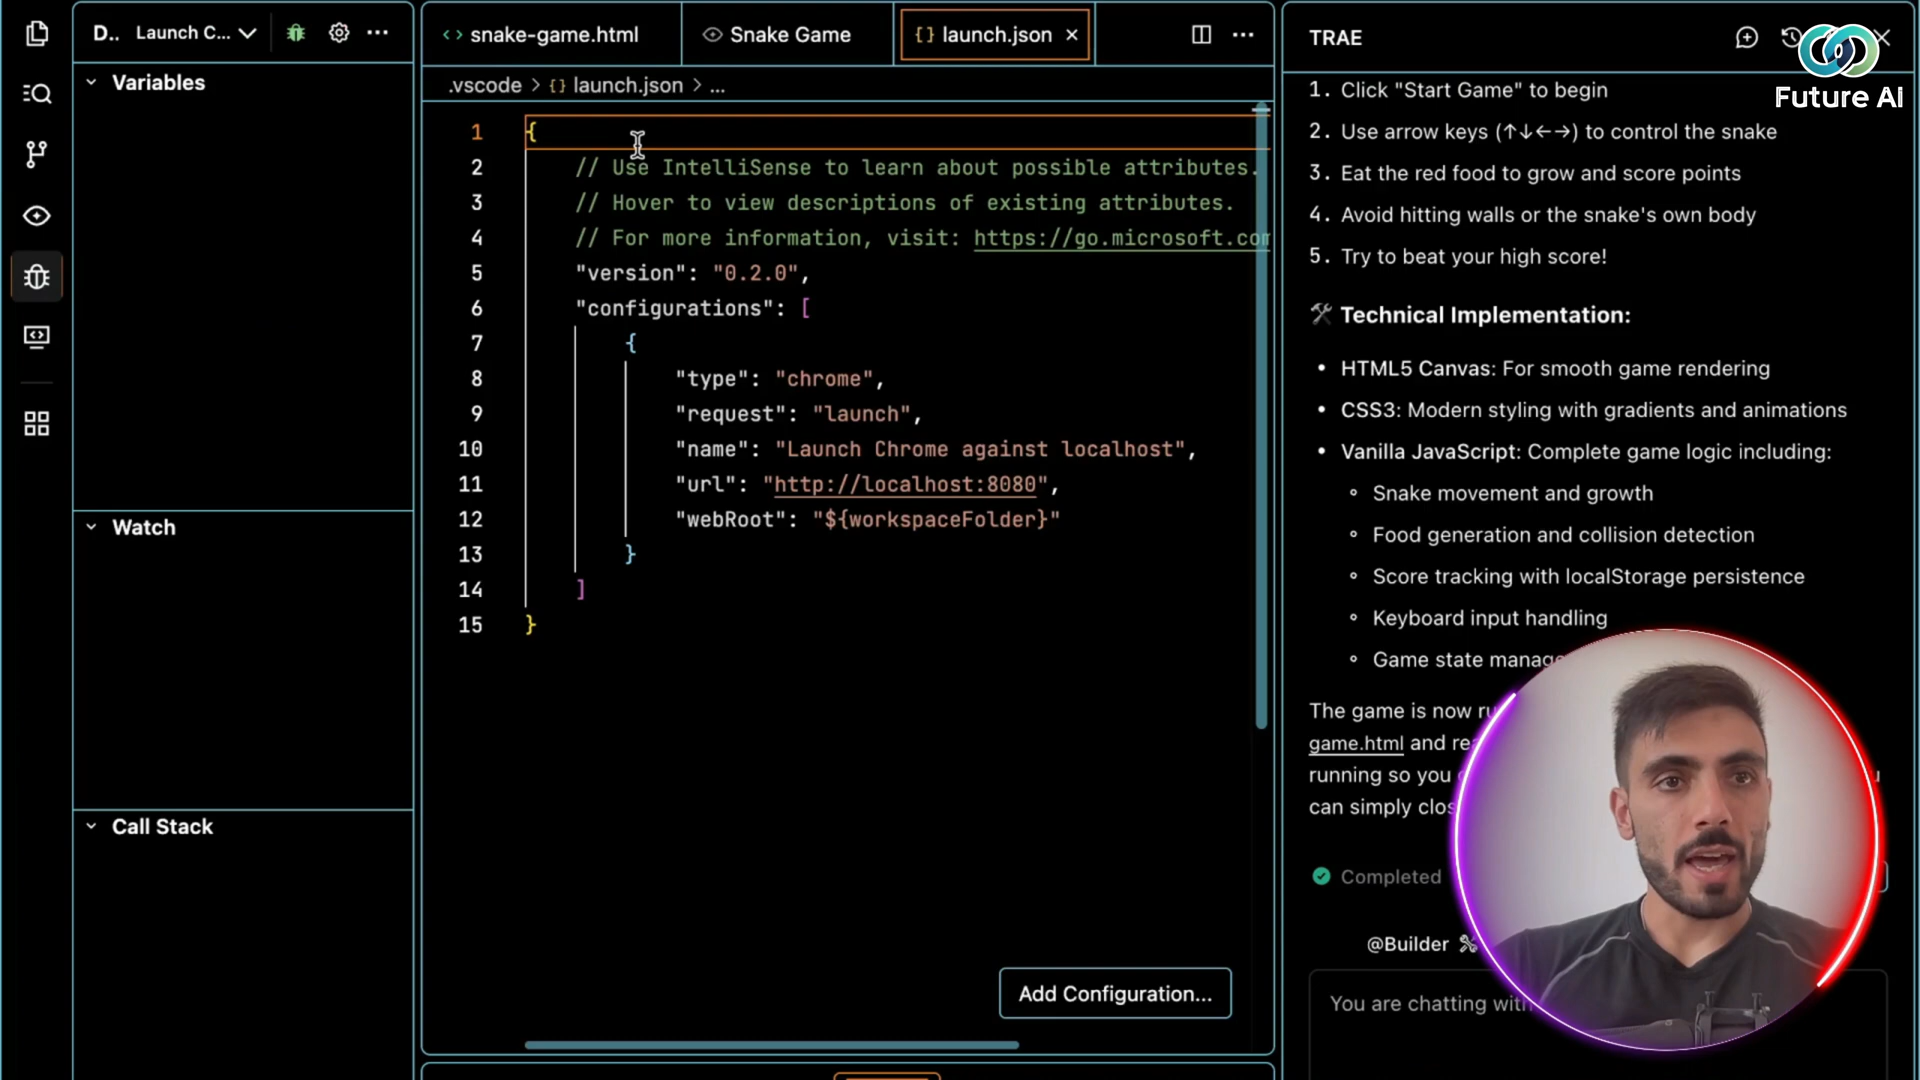 D.. Launch C...
Variables
Watch
Call Stack
<> snake-game.html
Snake Game
{} launch.json ×
.vscode > {} launch.json > ...
1 {
2 // Use IntelliSense to learn about possible attributes.
3 // Hover to view descriptions of existing attributes.
4 // For more information, visit: https://go.microsoft.com
5 "version": "0.2.0",
6 "configurations": [
7 {
8 "type": "chrome",
9 "request": "launch",
10 "name": "Launch Chrome against localhost",
11 "url": "http://localhost:8080",
12 "webRoot": "${workspaceFolder}"
13 }
14 ]
15 }
Add Configuration...
TRAE
Future Ai
1. Click "Start Game" to begin
2. Use arrow keys (↑↓←→) to control the snake
3. Eat the red food to grow and score points
4. Avoid hitting walls or the snake's own body
5. Try to beat your high score!
🛠 Technical Implementation:
• HTML5 Canvas: For smooth game rendering
• CSS3: Modern styling with gradients and animations
• Vanilla JavaScript: Complete game logic including:
◦ Snake movement and growth
◦ Food generation and collision detection
◦ Score tracking with localStorage persistence
◦ Keyboard input handling
◦ Game state
The game is now
game.html and
running so you
can simply
Completed
@Builder
You are chatting with